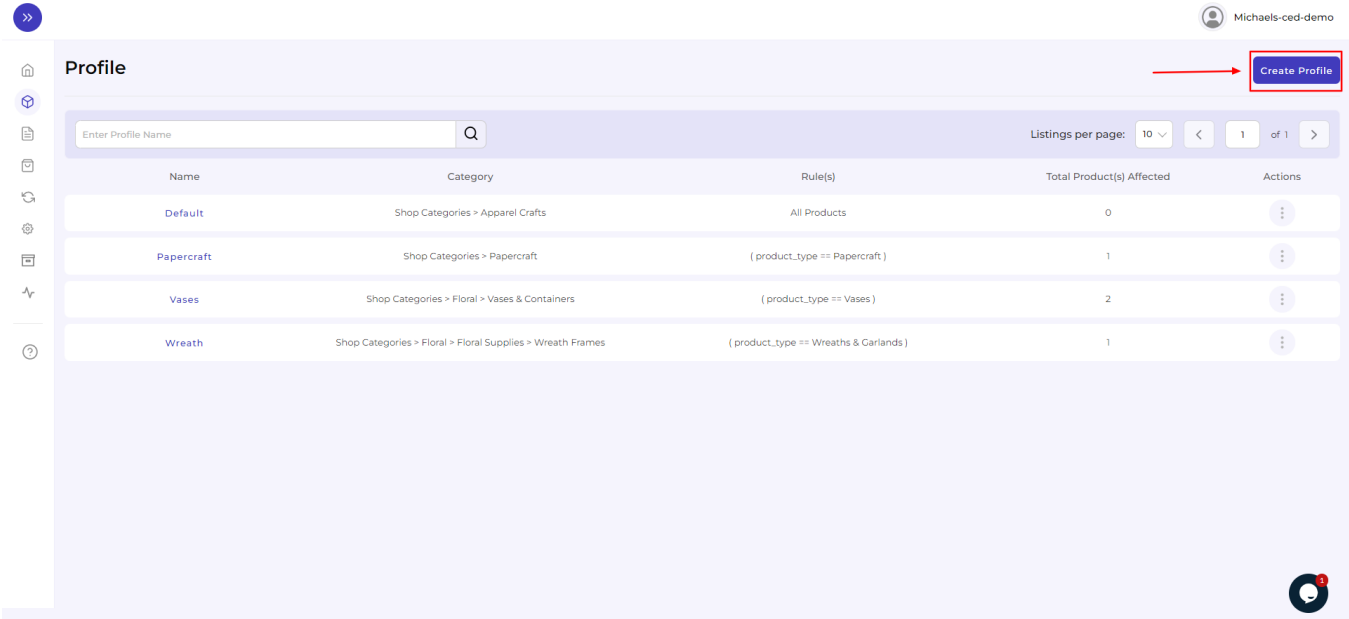 Michaels-ced-demo
Profile
Create Profile
Enter Profile Name
Listings per page: 10 1 of 1
Name Category Rule(s) Total Product(s) Affected Actions
Default Shop Categories > Apparel Crafts All Products 0
Papercraft Shop Categories > Papercraft ( product_type == Papercraft ) 1
Vases Shop Categories > Floral > Vases & Containers ( product_type == Vases ) 2
Wreath Shop Categories > Floral > Floral Supplies > Wreath Frames ( product_type == Wreaths & Garlands ) 1
1